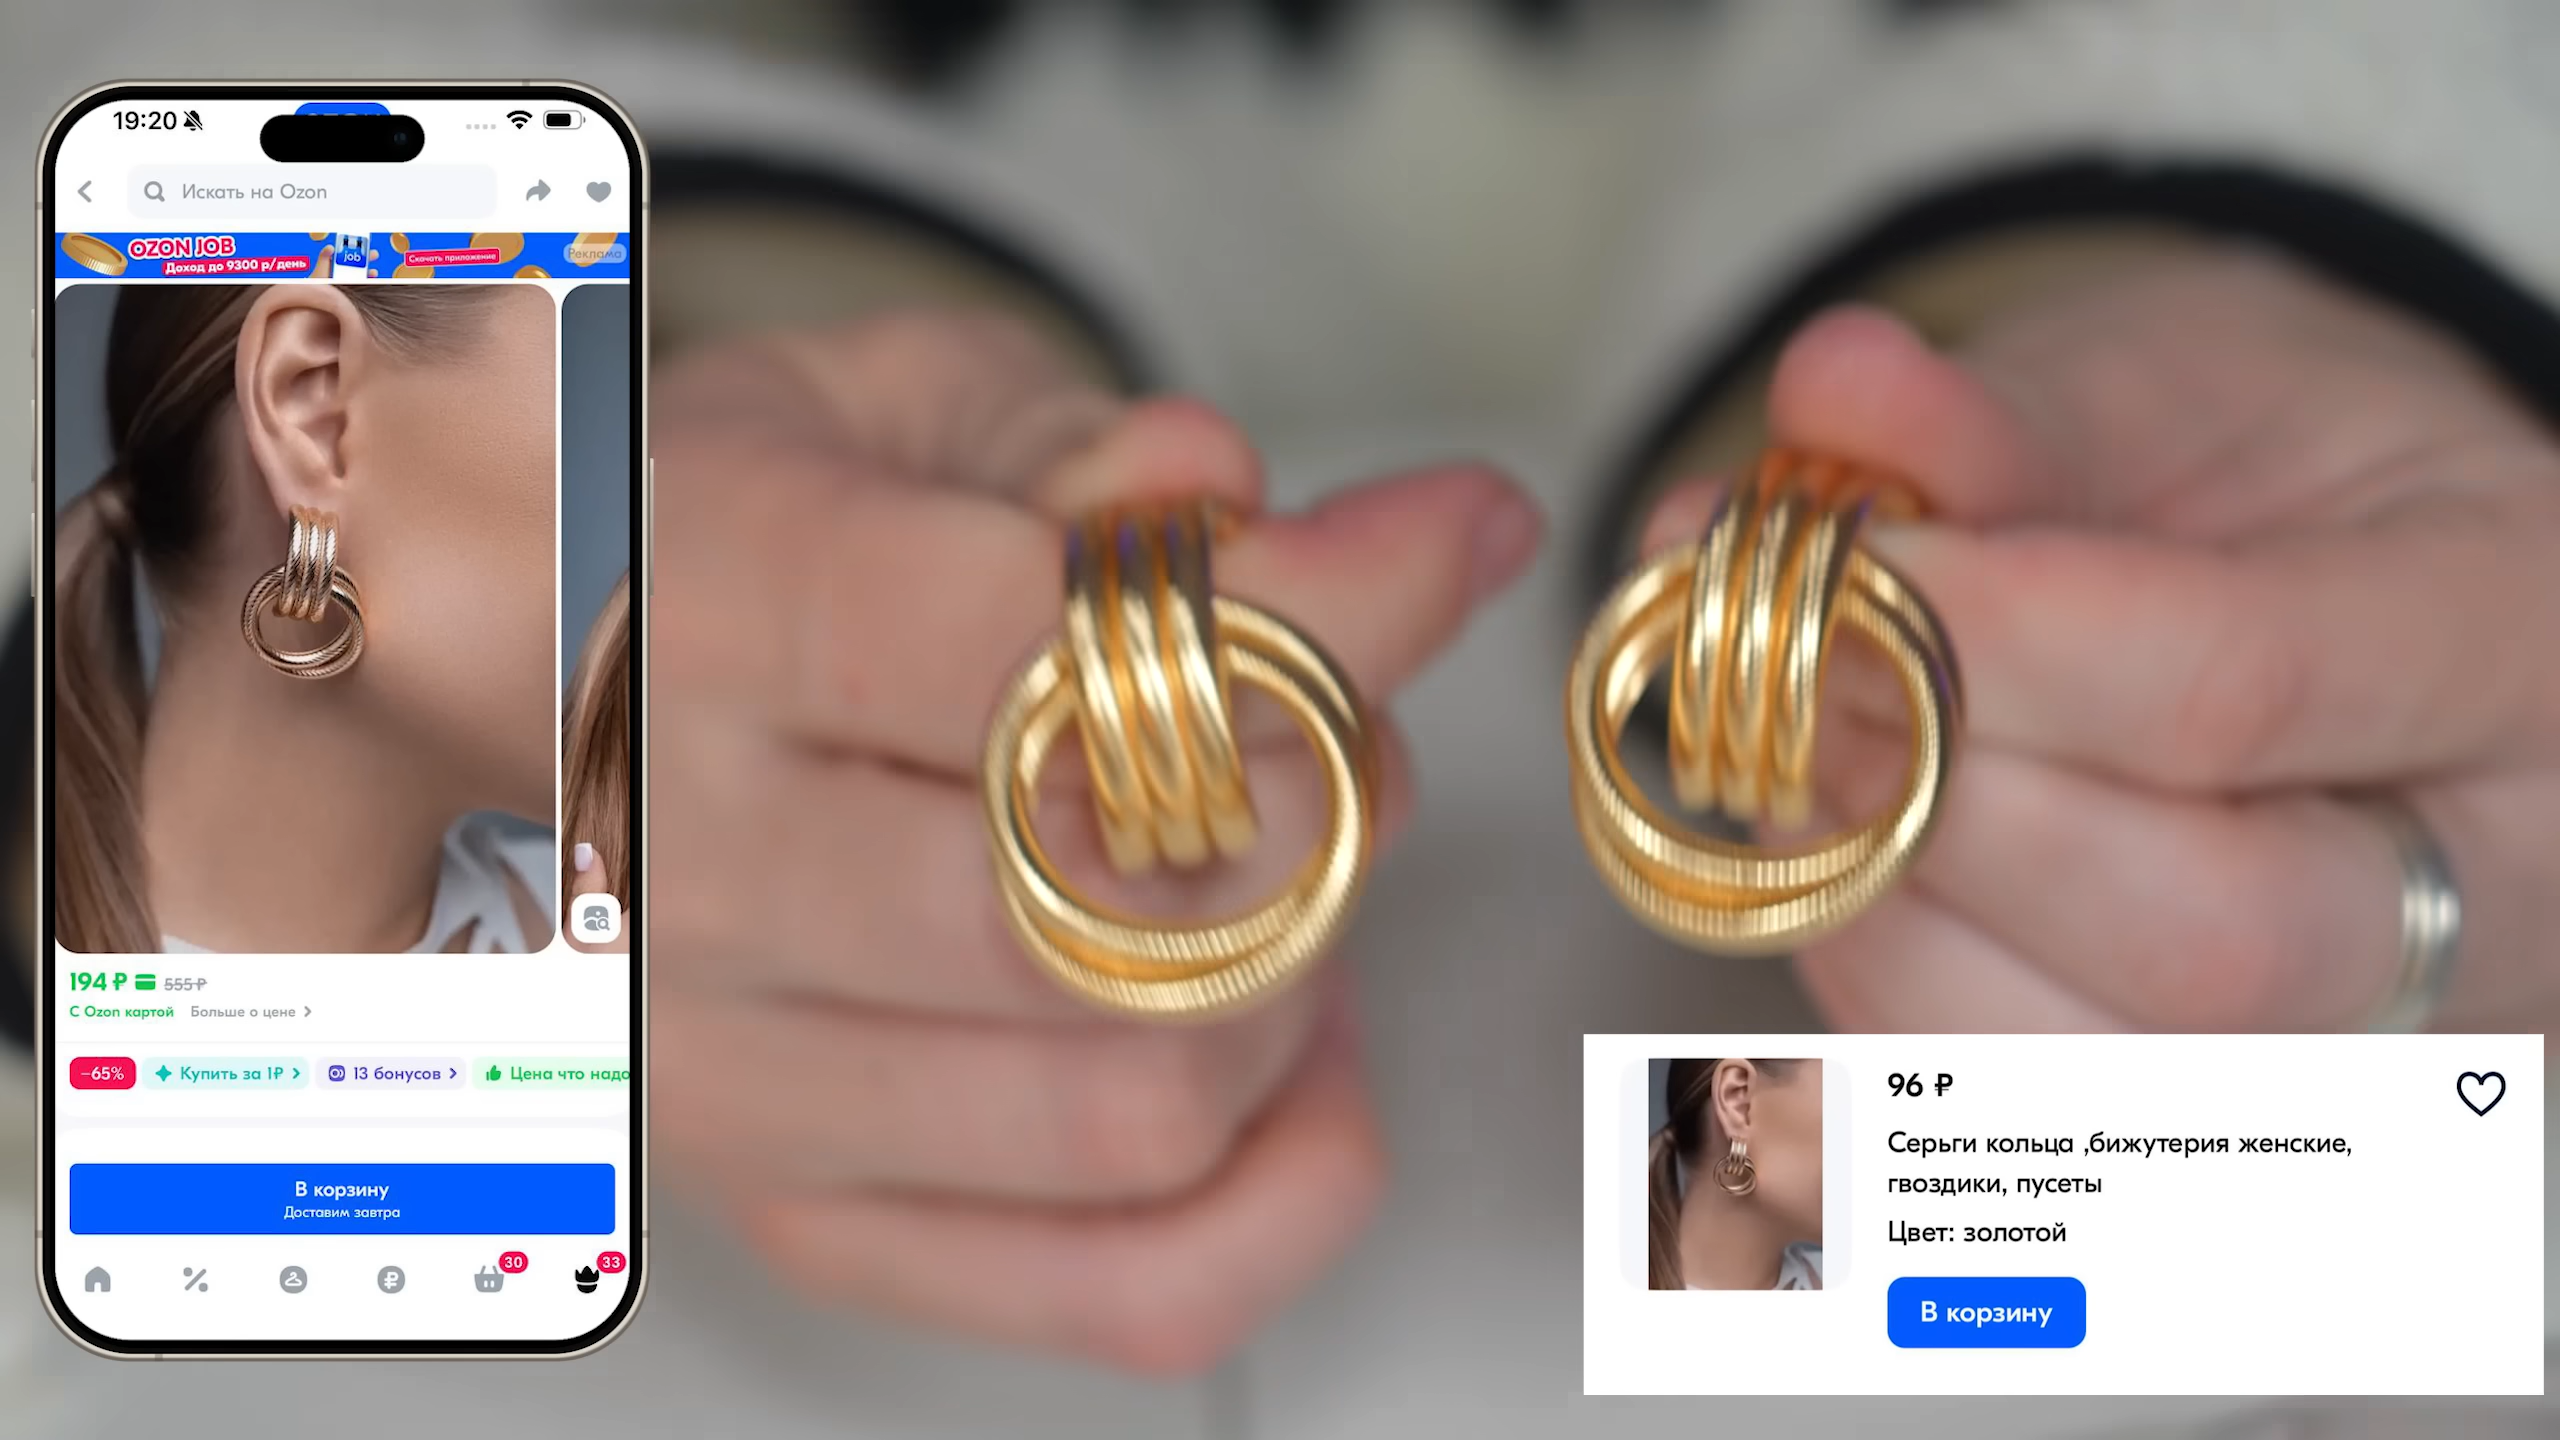 19:20
Искать на Ozon
OZON JOB
Доход до 9300 р/день
job
Скачать приложение
Реклама
194 ₽ 555 ₽
С Ozon картой Больше о цене
−65% Купить за 1₽ 13 бонусов Цена что надо
В корзину
Доставим завтра
30
33
96 ₽
Серьги кольца ,бижутерия женские,
гвоздики, пусеты
Цвет: золотой
В корзину